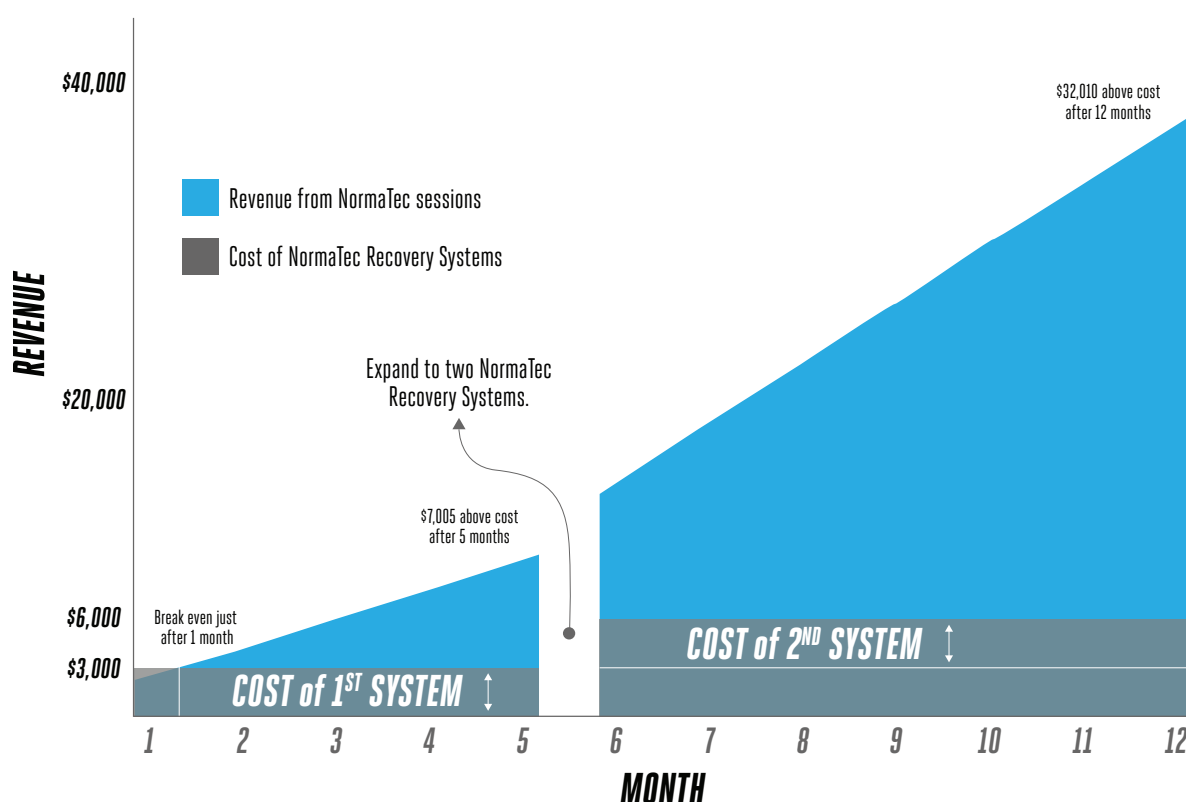 $40,000
$32,010 above cost
after 12 months
Revenue from NormaTec sessions
Cost of NormaTec Recovery Systems
REVENUE
Expand to two NormaTec
Recovery Systems.
$20,000
$7,005 above cost
after 5 months
$6,000
Break even just
after 1 month
$3,000
COST of 1ST SYSTEM
COST of 2ND SYSTEM
1 2 3 4 5 6 7 8 9 10 11 12
MONTH